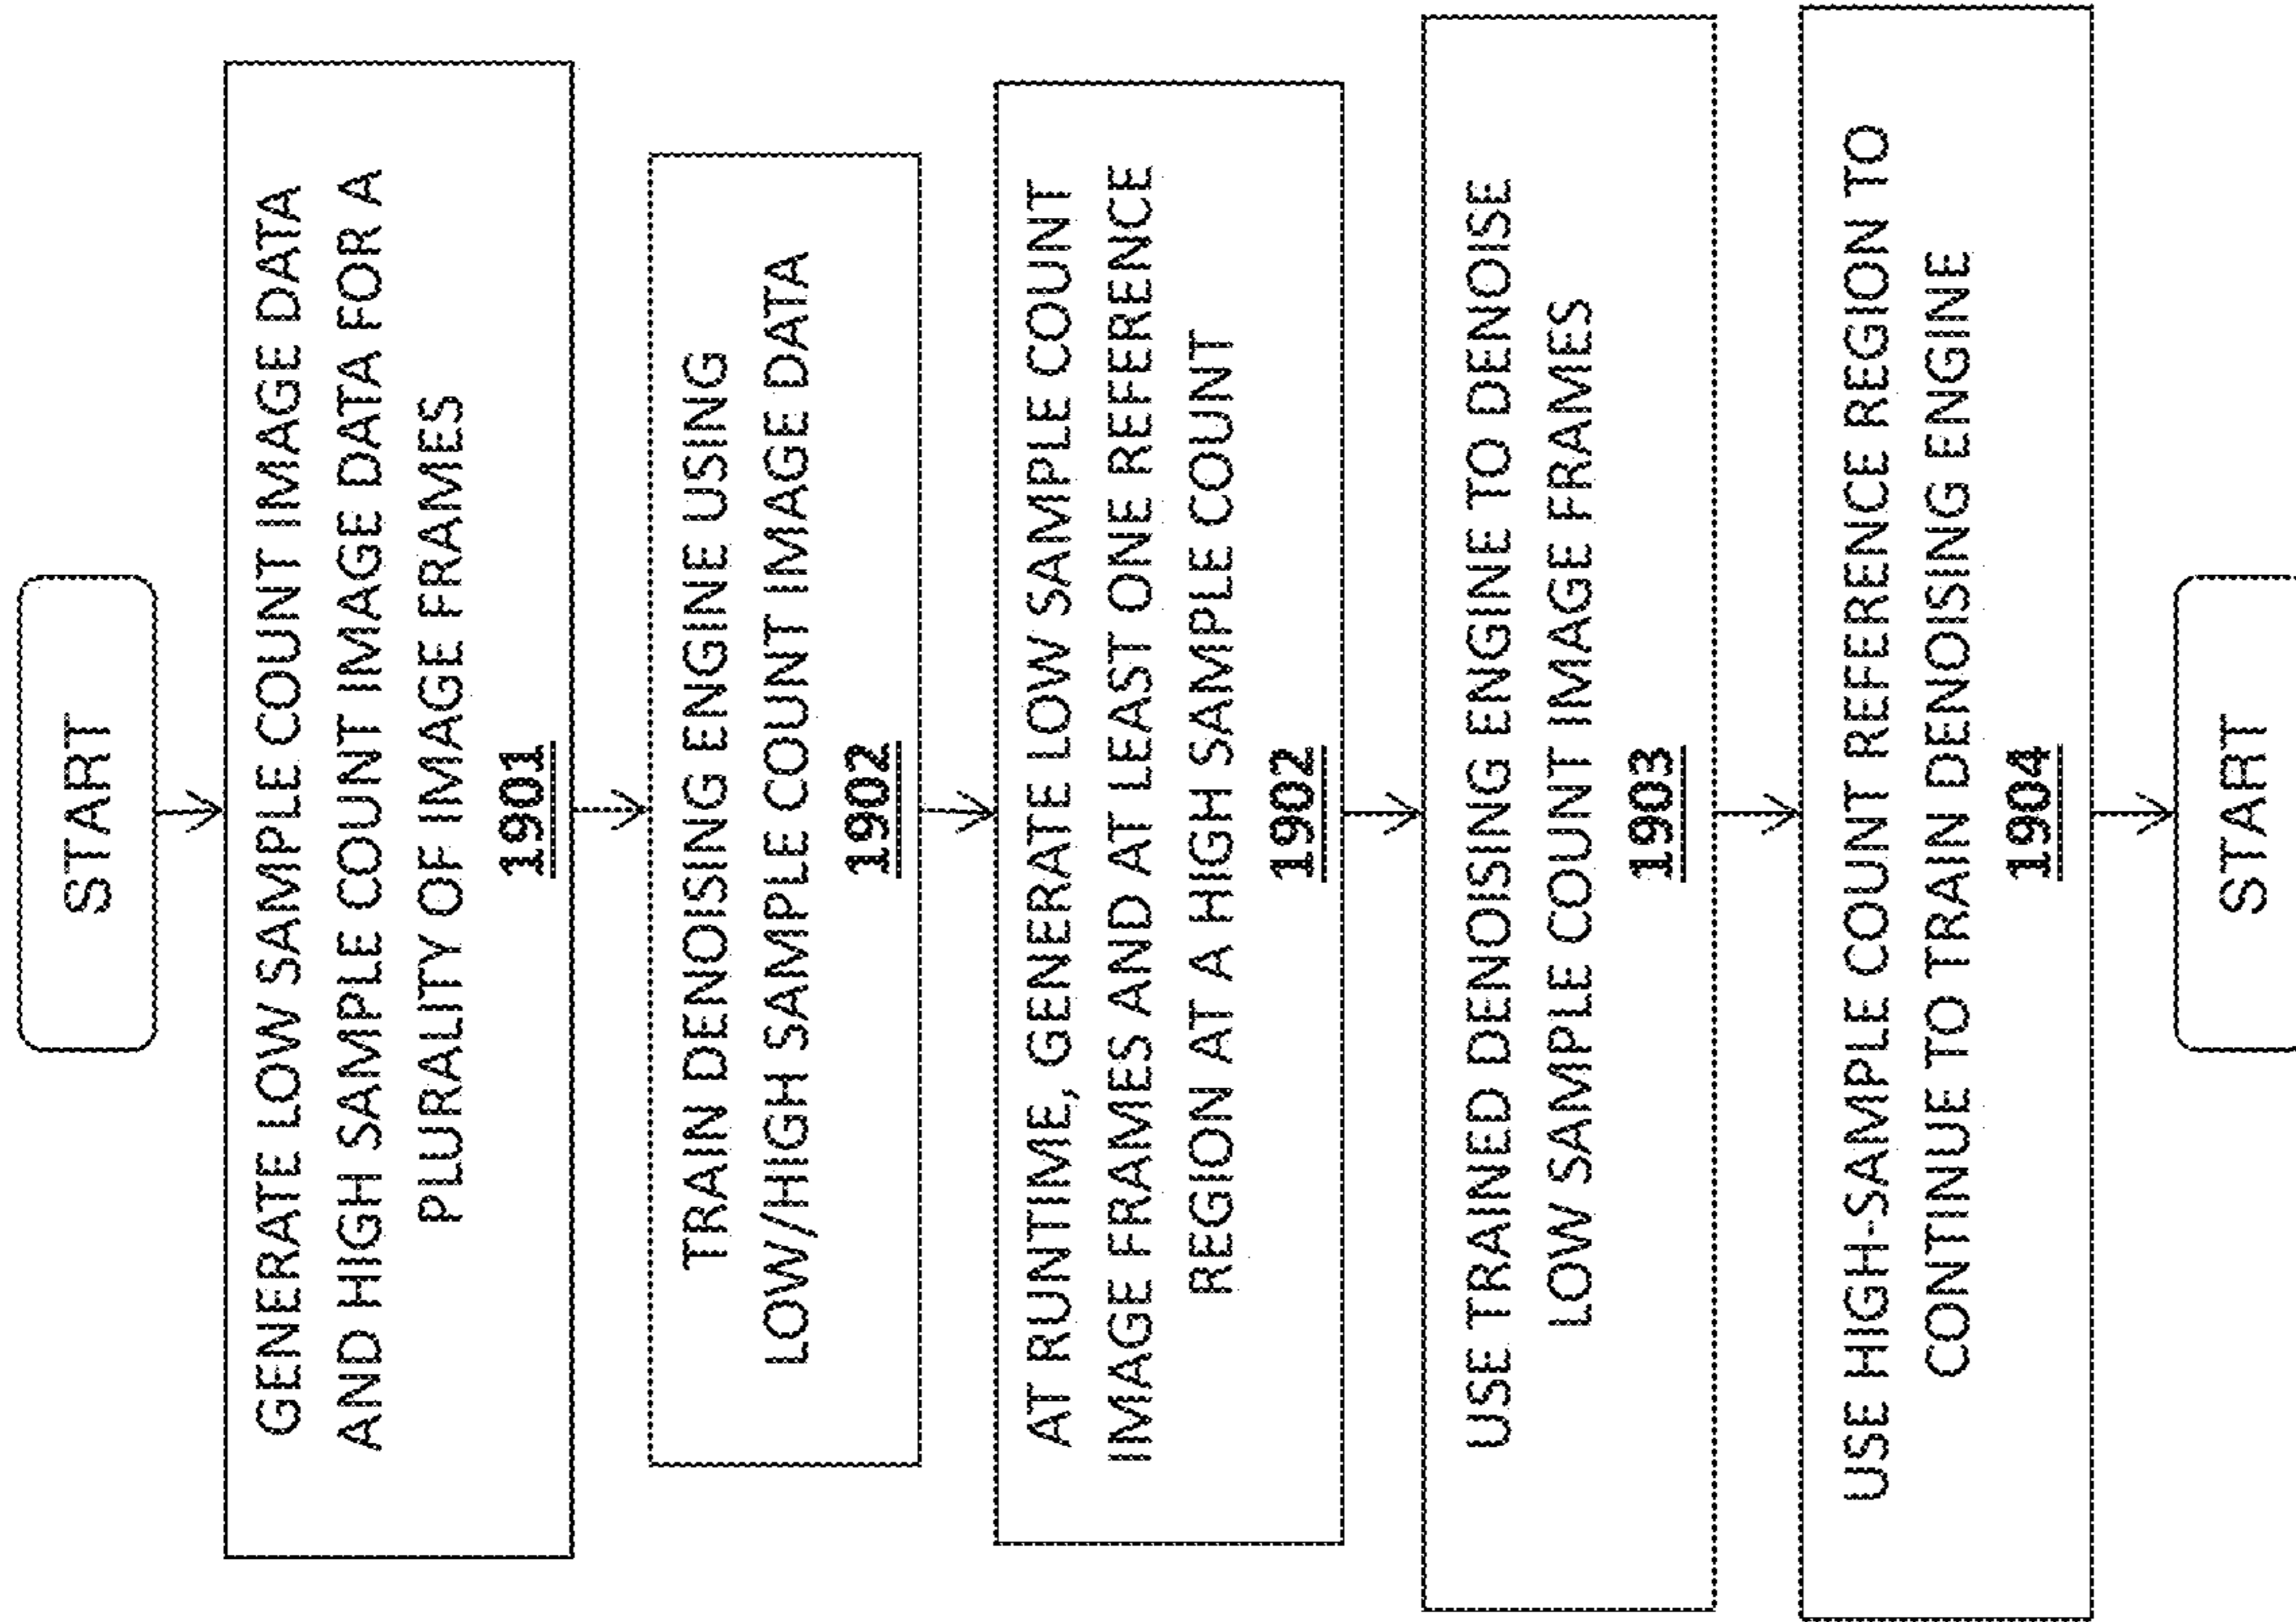 START
GENERATE LOW SAMPLE COUNT IMAGE DATA
AND HIGH SAMPLE COUNT IMAGE DATA FOR A
PLURALITY OF IMAGE FRAMES
1901
TRAIN DENOISING ENGINE USING
LOW/HIGH SAMPLE COUNT IMAGE DATA
1902
AT RUNTIME, GENERATE LOW SAMPLE COUNT
IMAGE FRAMES AND AT LEAST ONE REFERENCE
REGION AT A HIGH SAMPLE COUNT
1902
USE TRAINED DENOISING ENGINE TO DENOISE
LOW SAMPLE COUNT IMAGE FRAMES
1903
USE HIGH-SAMPLE COUNT REFERENCE REGION TO
CONTINUE TO TRAIN DENOISING ENGINE
1904
START